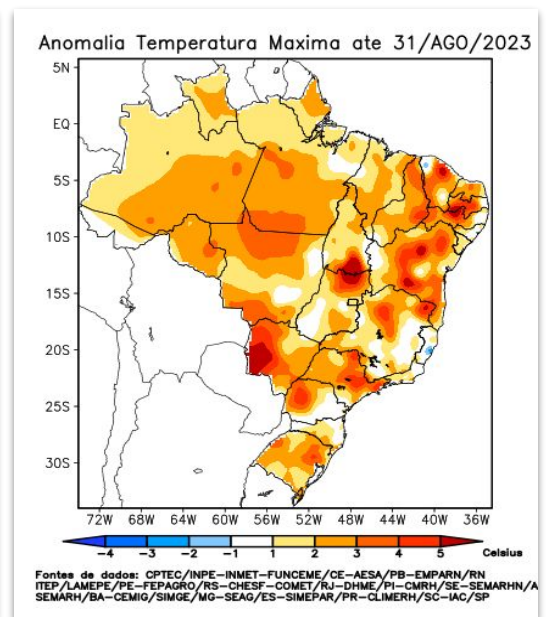 Anomalia Temperatura Maxima ate 31/AGO/2023
5N
EQ
5S
10S
15S
20S
25S
30S
72W 68W 64W 60W 56W 52W 48W 44W 40W 36W
-4 -3 -2 -1 1 2 3 4 5 Celsius
Fontes de dados: CPTEC/INPE-INMET-FUNCEME/CE-AESA/PB-EMPARN/RN
ITEP/LAMEPE/PE-FEPAGRO/RS-CHESF-COMET/RJ-DHME/PI-CMRH/SE-SEMARHN/A
SEMARH/BA-CEMIG/SIMGE/MG-SEAG/ES-SIMEPAR/PR-CLIMERH/SC-IAC/SP